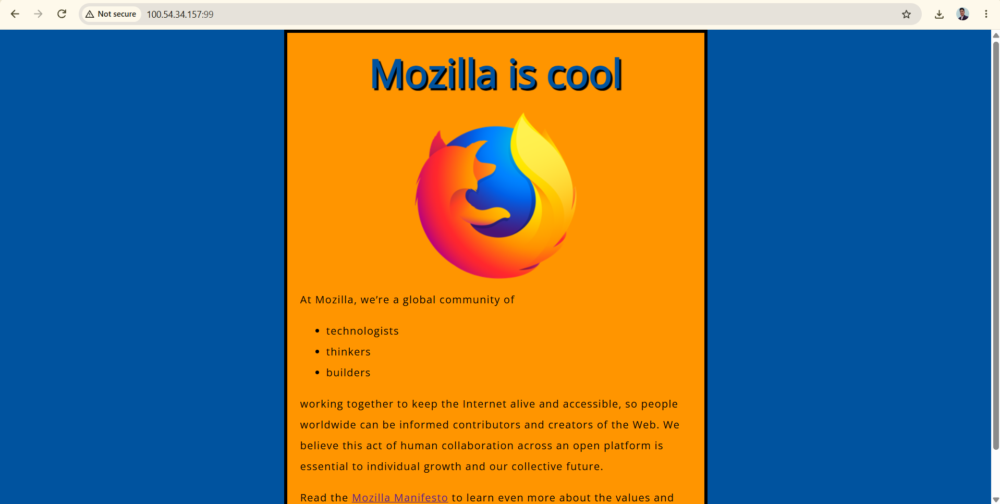 Not secure
100.54.34.157:99
Mozilla is cool
At Mozilla, we’re a global community of
• technologists
• thinkers
• builders
working together to keep the Internet alive and accessible, so people
worldwide can be informed contributors and creators of the Web. We
believe this act of human collaboration across an open platform is
essential to individual growth and our collective future.
Read the Mozilla Manifesto to learn even more about the values and